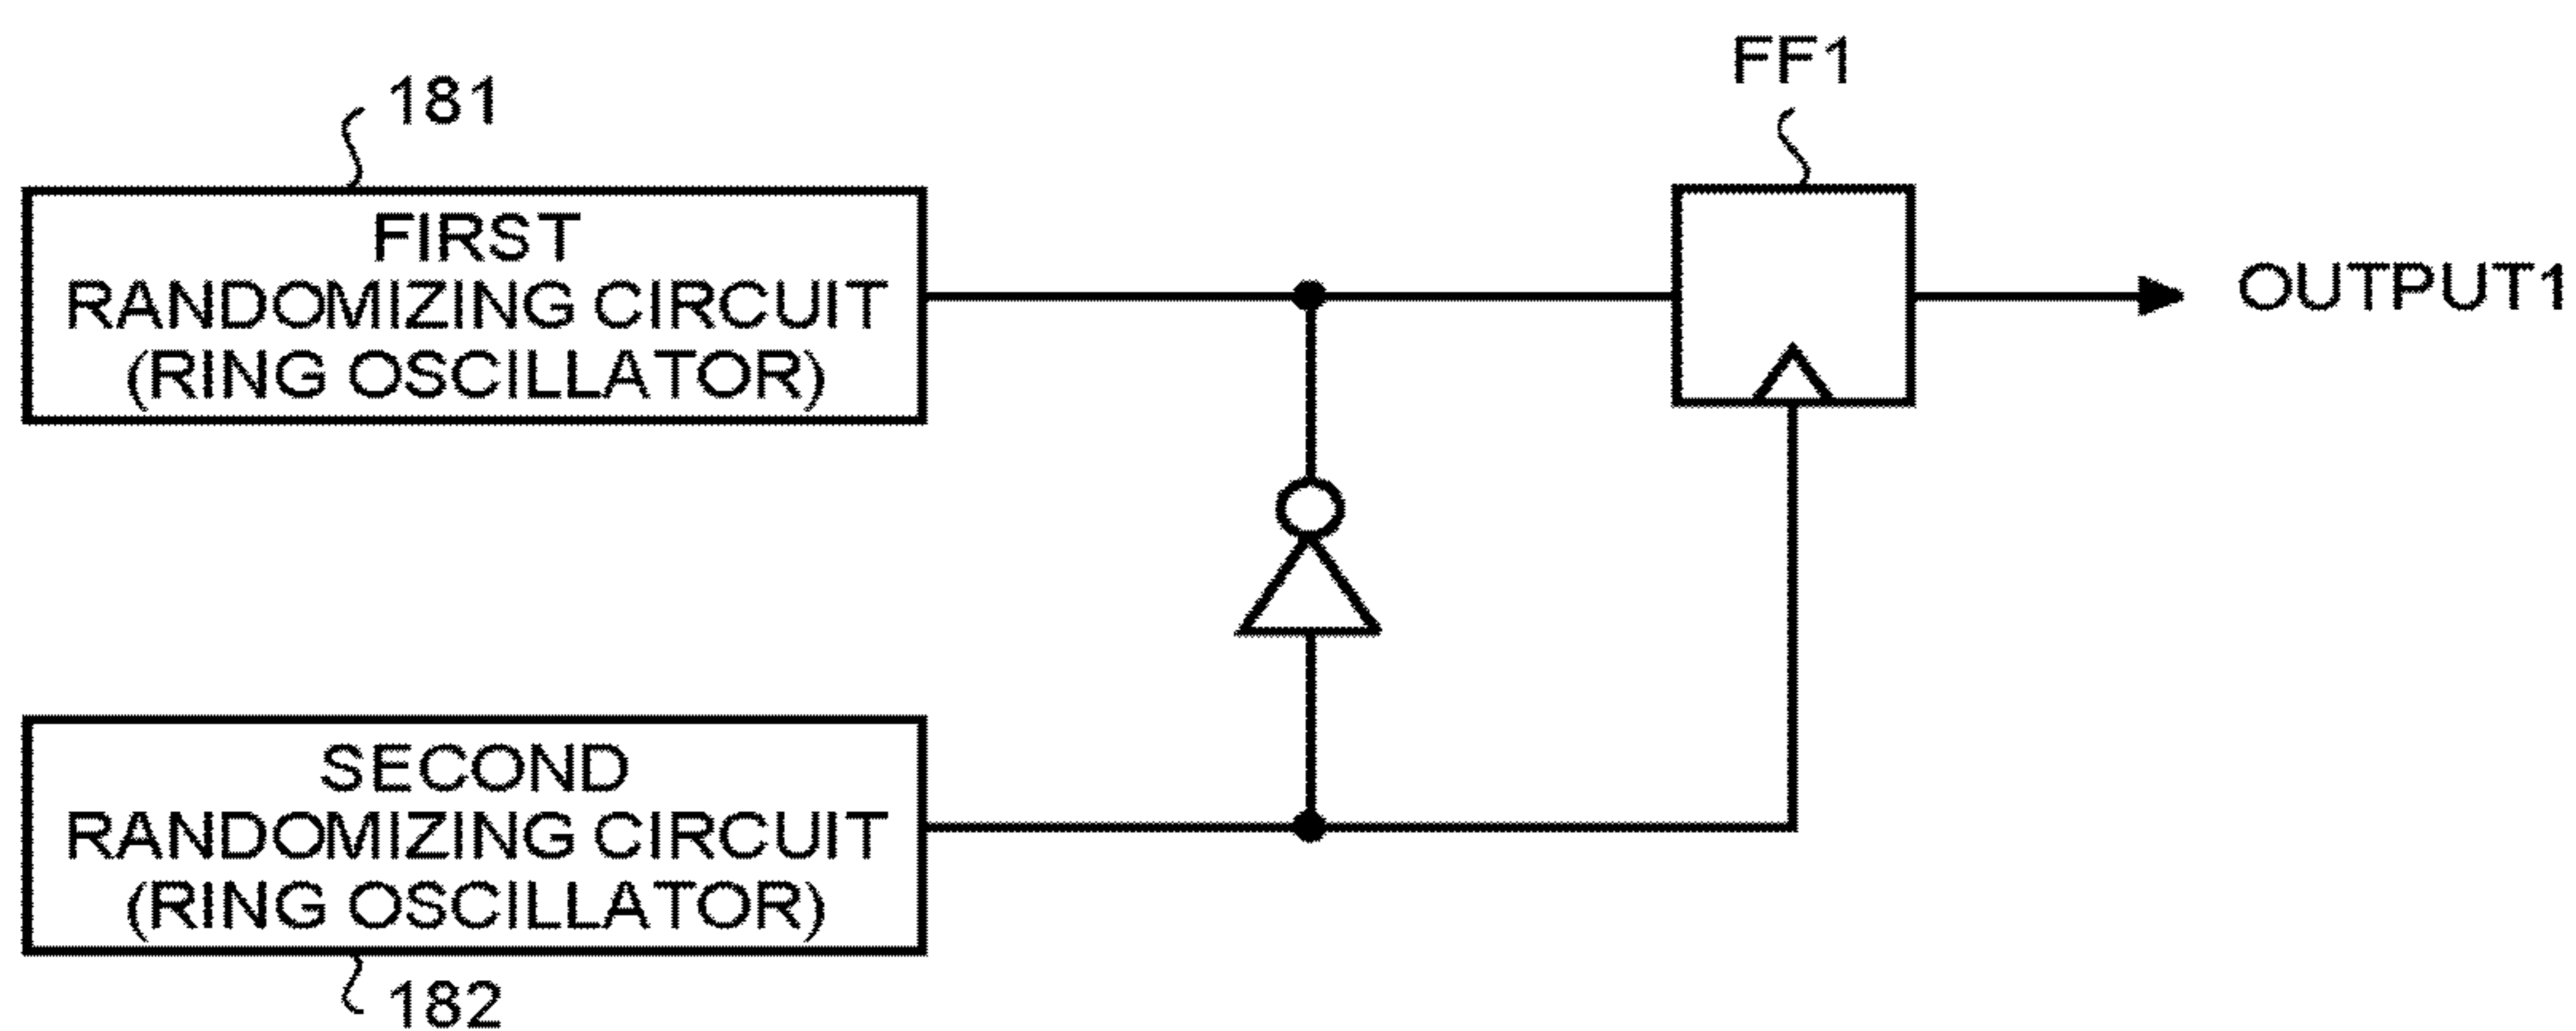 181
FF1
FIRST
RANDOMIZING CIRCUIT
(RING OSCILLATOR)
OUTPUT1
SECOND
RANDOMIZING CIRCUIT
(RING OSCILLATOR)
182